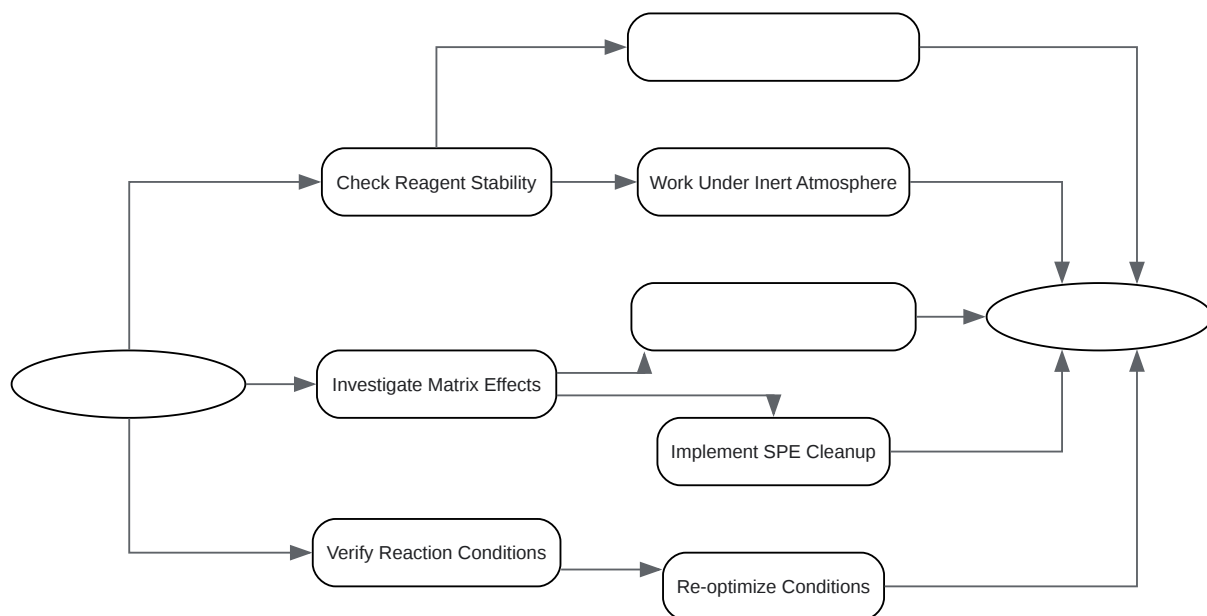 Check Reagent Stability
Work Under Inert Atmosphere
Investigate Matrix Effects
Implement SPE Cleanup
Verify Reaction Conditions
Re-optimize Conditions